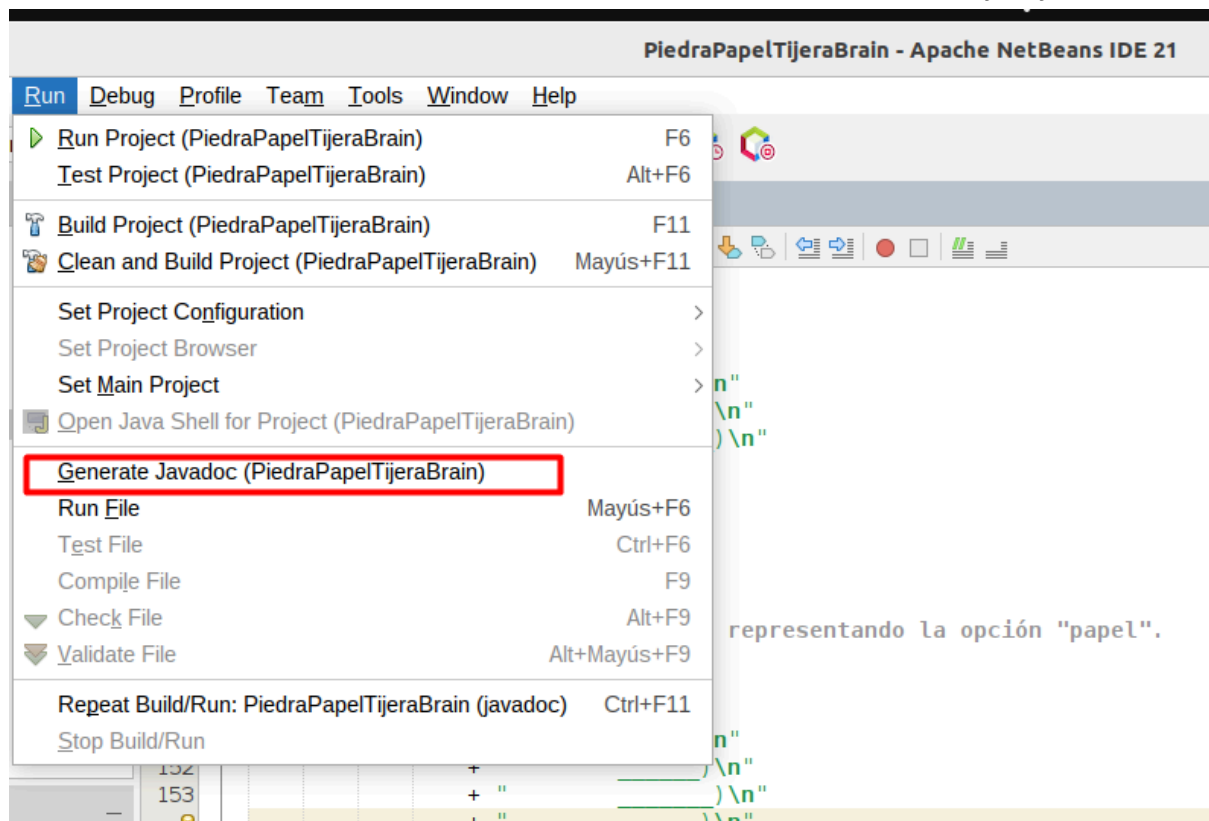 PiedraPapelTijeraBrain - Apache NetBeans IDE 21
Run Debug Profile Team Tools Window Help
Run Project (PiedraPapelTijeraBrain) F6
Test Project (PiedraPapelTijeraBrain) Alt+F6
Build Project (PiedraPapelTijeraBrain) F11
Clean and Build Project (PiedraPapelTijeraBrain) Mayús+F11
Set Project Configuration >
Set Project Browser >
n"
Set Main Project >
\n"
Open Java Shell for Project (PiedraPapelTijeraBrain)
)\n"
Generate Javadoc (PiedraPapelTijeraBrain)
Run File Mayús+F6
Test File Ctrl+F6
Compile File F9
Check File Alt+F9
representando la opción "papel".
Validate File Alt+Mayús+F9
Repeat Build/Run: PiedraPapelTijeraBrain (javadoc) Ctrl+F11
Stop Build/Run
n"
152 + _______)\n"
153 + " ________)\n"